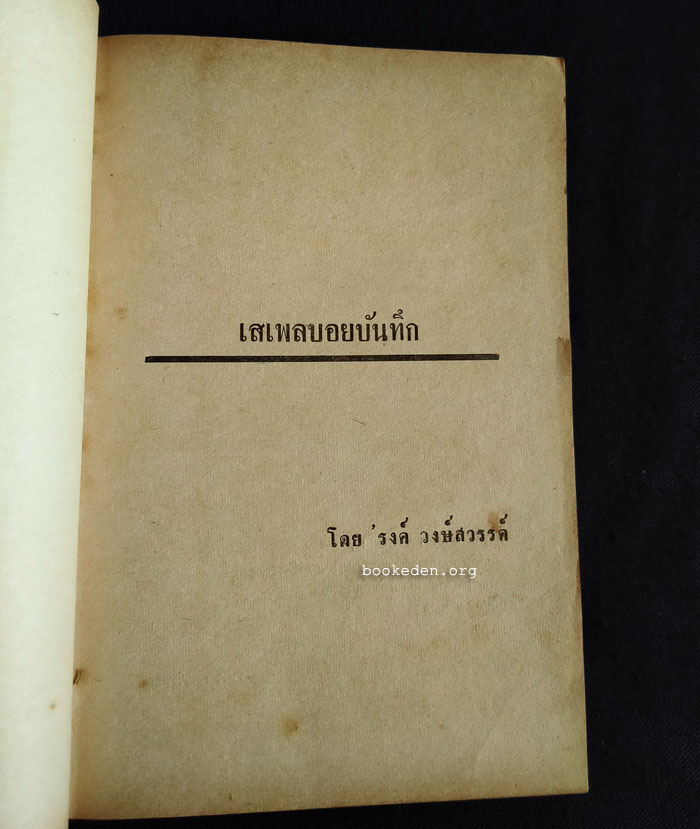 เสเพลบอยบันทึก
โดย 'รงค์ วงษ์สวรรค์
bookeden.org